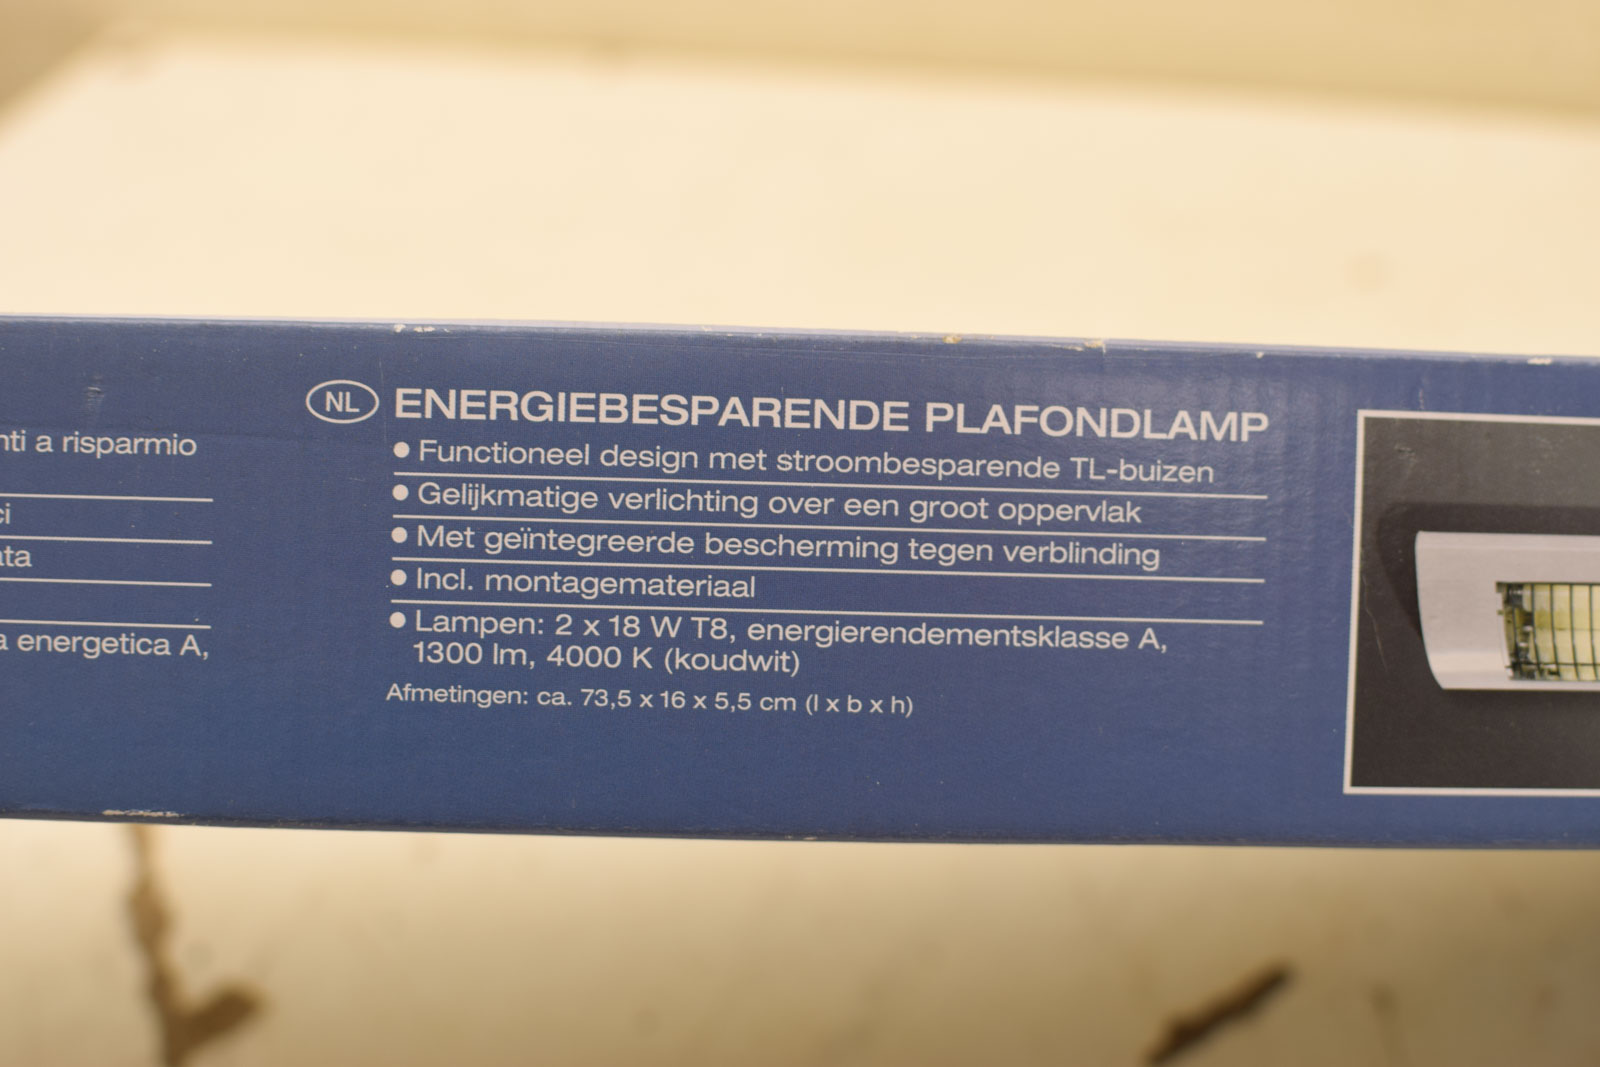 nti a risparmio
ci
ata
a energetica A,
NL ENERGIEBESPARENDE PLAFONDLAMP
● Functioneel design met stroombesparende TL-buizen
● Gelijkmatige verlichting over een groot oppervlak
● Met geïntegreerde bescherming tegen verblinding
● Incl. montagemateriaal
● Lampen: 2 x 18 W T8, energierendementsklasse A,
1300 lm, 4000 K (koudwit)
Afmetingen: ca. 73,5 x 16 x 5,5 cm (l x b x h)